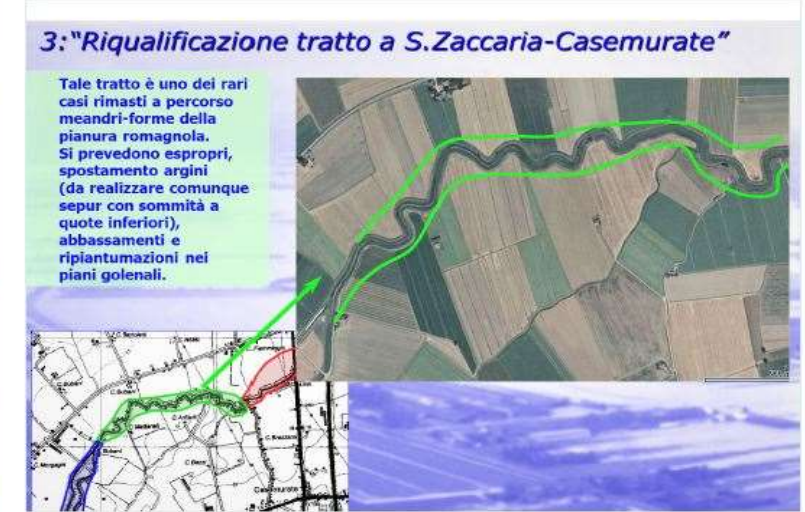 3:“Riqualificazione tratto a S.Zaccaria-Casemurate”
Tale tratto è uno dei rari
casi rimasti a percorso
meandri-forme della
pianura romagnola.
Si prevedono espropri,
spostamento argini
(da realizzare comunque
sepur con sommità a
quote inferiori),
abbassamenti e
ripiantumazioni nei
piani golenali.
Casemurate